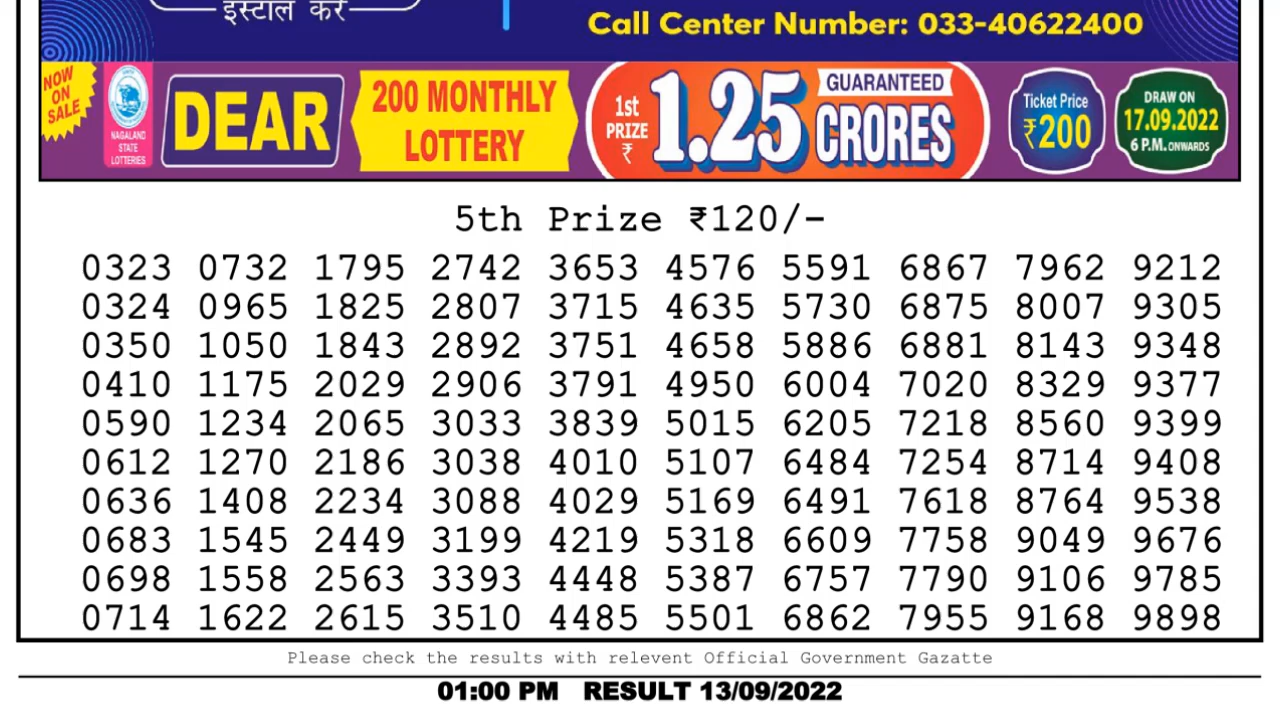 इंस्टॉल करें
Call Center Number: 033-40622400
NOW
ON
SALE
NAGALAND
STATE
LOTTERIES
DEAR
200 MONTHLY
LOTTERY
1st
PRIZE
₹
1.25
GUARANTEED
CRORES
Ticket Price
₹200
DRAW ON
17.09.2022
6 P.M. ONWARDS
5th Prize ₹120/-
0323 0732 1795 2742 3653 4576 5591 6867 7962 9212
0324 0965 1825 2807 3715 4635 5730 6875 8007 9305
0350 1050 1843 2892 3751 4658 5886 6881 8143 9348
0410 1175 2029 2906 3791 4950 6004 7020 8329 9377
0590 1234 2065 3033 3839 5015 6205 7218 8560 9399
0612 1270 2186 3038 4010 5107 6484 7254 8714 9408
0636 1408 2234 3088 4029 5169 6491 7618 8764 9538
0683 1545 2449 3199 4219 5318 6609 7758 9049 9676
0698 1558 2563 3393 4448 5387 6757 7790 9106 9785
0714 1622 2615 3510 4485 5501 6862 7955 9168 9898
Please check the results with relevent Official Government Gazatte
01:00 PM RESULT 13/09/2022